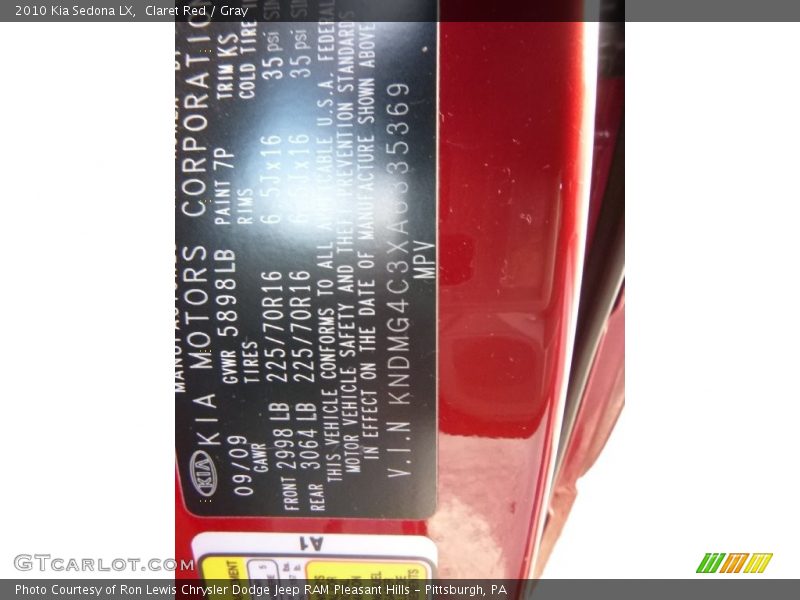 2010 Kia Sedona LX, Claret Red / Gray
KIA KIA MOTORS CORPORATION
09/09 GVWR 5898LB PAINT 7P TRIM KS
GAWR TIRES RIMS COLD TIRE
FRONT 2998 LB 225/70R16 6.5Jx16 35 psi
REAR 3064 LB 225/70R16 6.5Jx16 35 psi
THIS VEHICLE CONFORMS TO ALL APPLICABLE U.S.A. FEDERAL
MOTOR VEHICLE SAFETY AND THEFT PREVENTION STANDARDS
IN EFFECT ON THE DATE OF MANUFACTURE SHOWN ABOVE
V.I.N KNDMG4C3XA6335369
MPV
A1
GTCarLot.com
Photo Courtesy of Ron Lewis Chrysler Dodge Jeep RAM Pleasant Hills – Pittsburgh, PA